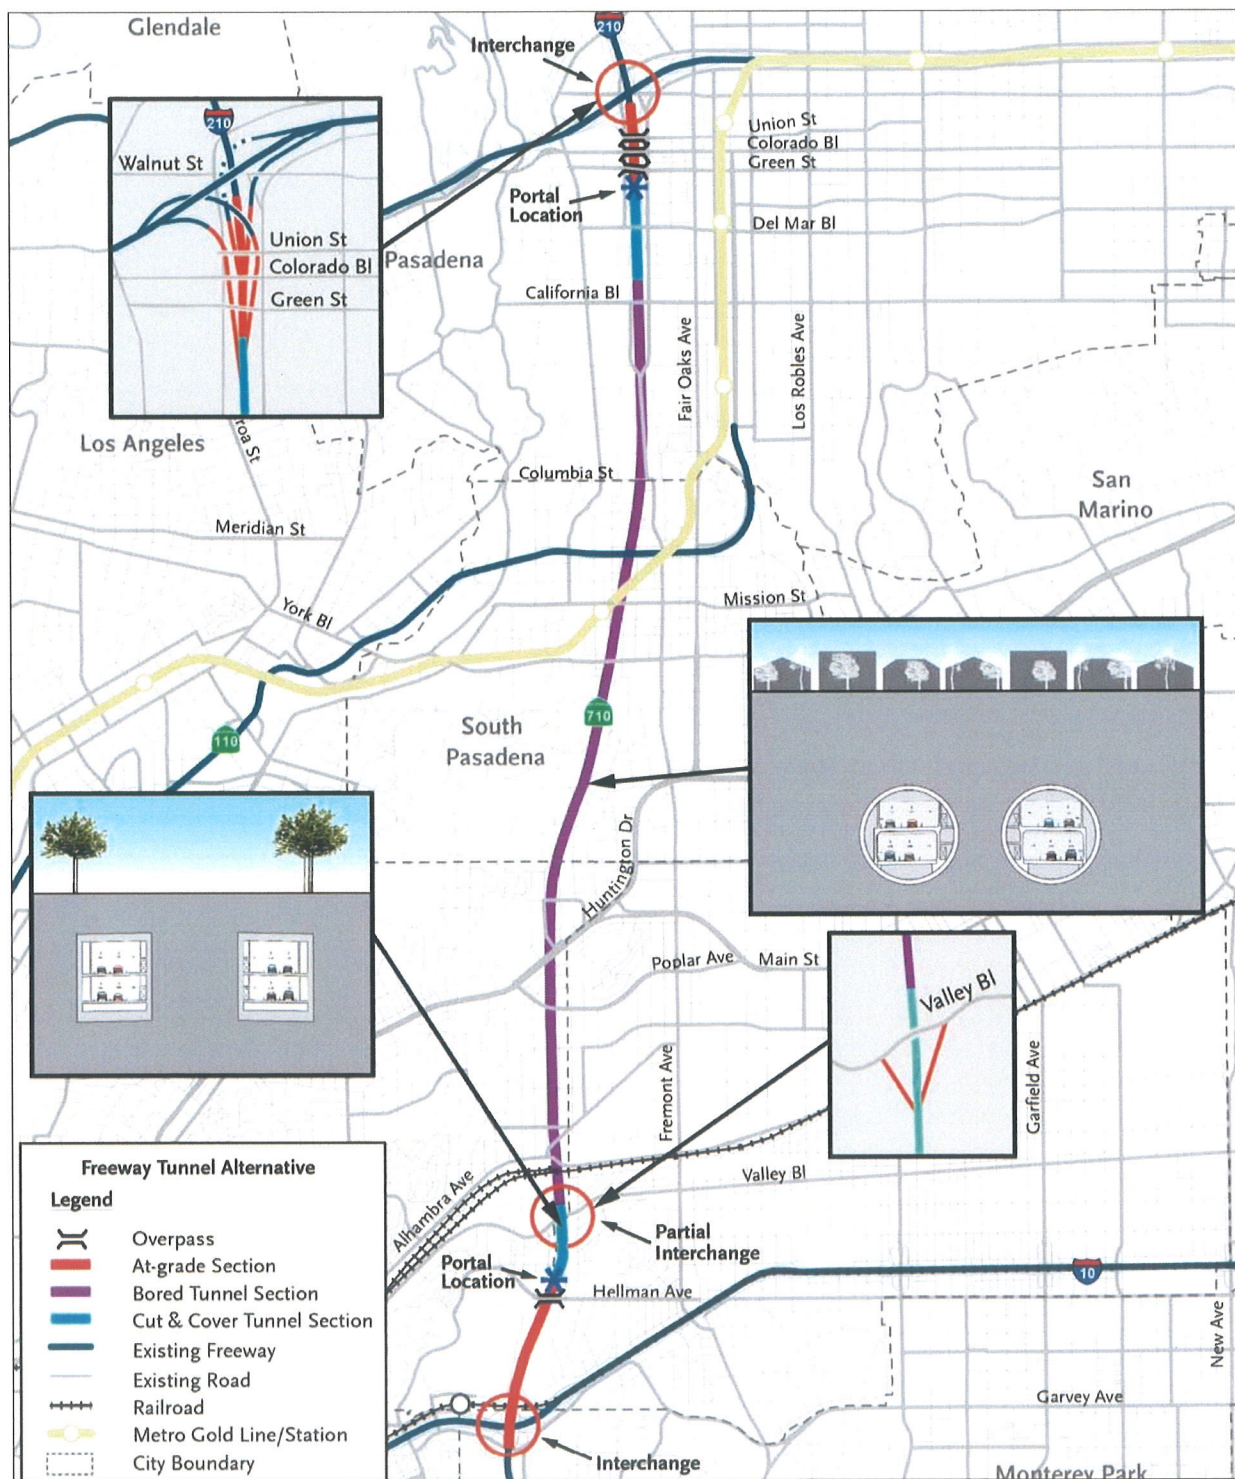 Glendale
210
Interchange
210
Walnut St
Union St
Colorado Bl
Green St
Union St
Colorado Bl
Green St
Portal
Location
Del Mar Bl
Pasadena
California Bl
Fair Oaks Ave
Los Robles Ave
Los Angeles
roa St
Columbia St
San
Marino
Meridian St
York Bl
Mission St
110
South
Pasadena
710
Huntington Dr
Poplar Ave
Main St
Valley Bl
Fremont Ave
Garfield Ave
Valley Bl
Alhambra Ave
Partial
Interchange
Portal
Location
Hellman Ave
10
New Ave
Garvey Ave
Interchange
Monterey Park
Freeway Tunnel Alternative
Legend
Overpass
At-grade Section
Bored Tunnel Section
Cut & Cover Tunnel Section
Existing Freeway
Existing Road
Railroad
Metro Gold Line/Station
City Boundary